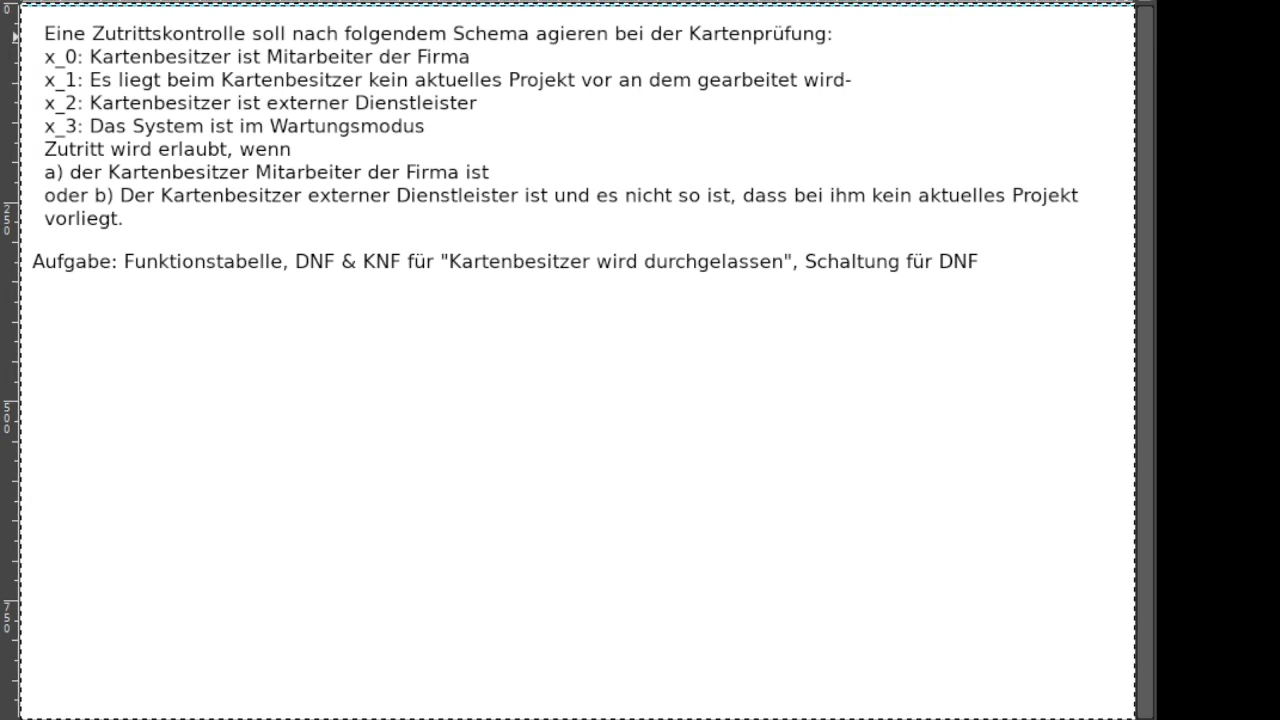 0
Eine Zutrittskontrolle soll nach folgendem Schema agieren bei der Kartenprüfung:
x_0: Kartenbesitzer ist Mitarbeiter der Firma
x_1: Es liegt beim Kartenbesitzer kein aktuelles Projekt vor an dem gearbeitet wird-
x_2: Kartenbesitzer ist externer Dienstleister
x_3: Das System ist im Wartungsmodus
Zutritt wird erlaubt, wenn
a) der Kartenbesitzer Mitarbeiter der Firma ist
oder b) Der Kartenbesitzer externer Dienstleister ist und es nicht so ist, dass bei ihm kein aktuelles Projekt
vorliegt.
250
Aufgabe: Funktionstabelle, DNF & KNF für "Kartenbesitzer wird durchgelassen", Schaltung für DNF
500
750